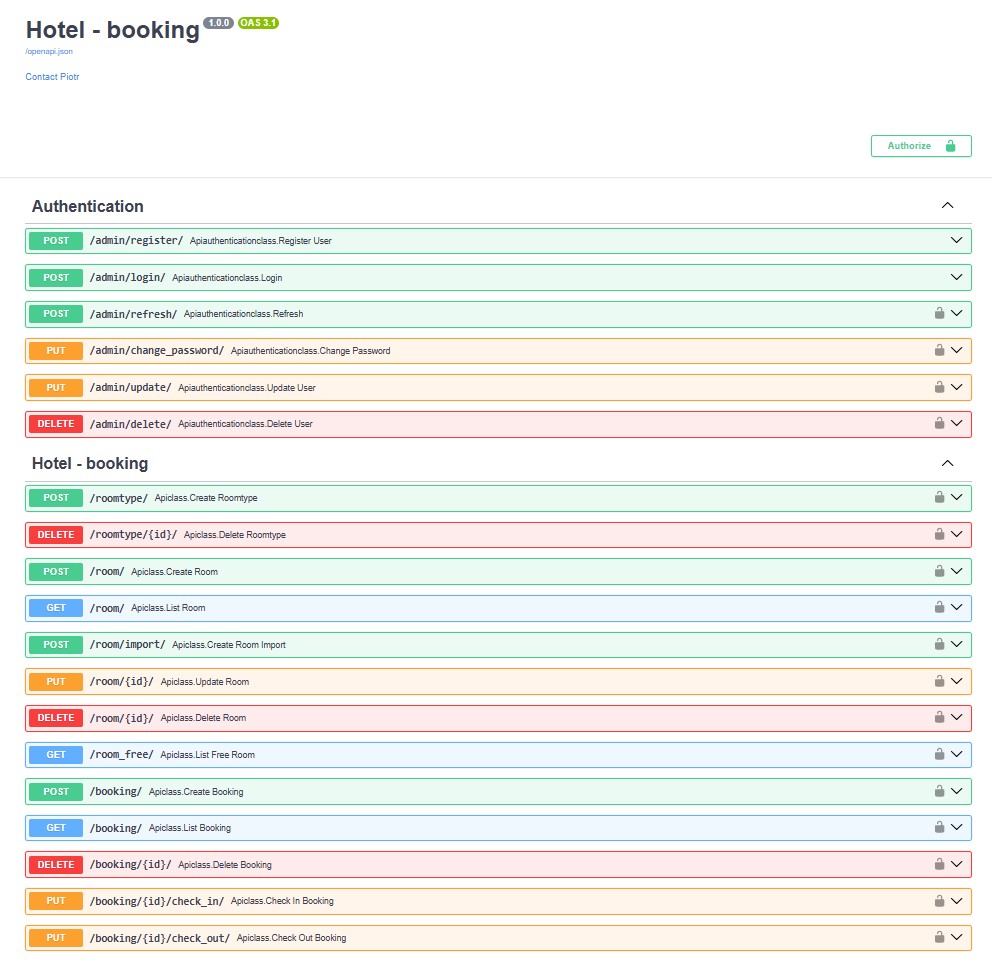 Hotel - booking 1.0.0 OAS 3.1
/openapi.json
Contact Piotr
Authorize
Authentication
POST /admin/register/ Apiauthenticationclass.Register User
POST /admin/login/ Apiauthenticationclass.Login
POST /admin/refresh/ Apiauthenticationclass.Refresh
PUT /admin/change_password/ Apiauthenticationclass.Change Password
PUT /admin/update/ Apiauthenticationclass.Update User
DELETE /admin/delete/ Apiauthenticationclass.Delete User
Hotel - booking
POST /roomtype/ Apiclass.Create Roomtype
DELETE /roomtype/{id}/ Apiclass.Delete Roomtype
POST /room/ Apiclass.Create Room
GET /room/ Apiclass.List Room
POST /room/import/ Apiclass.Create Room Import
PUT /room/{id}/ Apiclass.Update Room
DELETE /room/{id}/ Apiclass.Delete Room
GET /room_free/ Apiclass.List Free Room
POST /booking/ Apiclass.Create Booking
GET /booking/ Apiclass.List Booking
DELETE /booking/{id}/ Apiclass.Delete Booking
PUT /booking/{id}/check_in/ Apiclass.Check In Booking
PUT /booking/{id}/check_out/ Apiclass.Check Out Booking